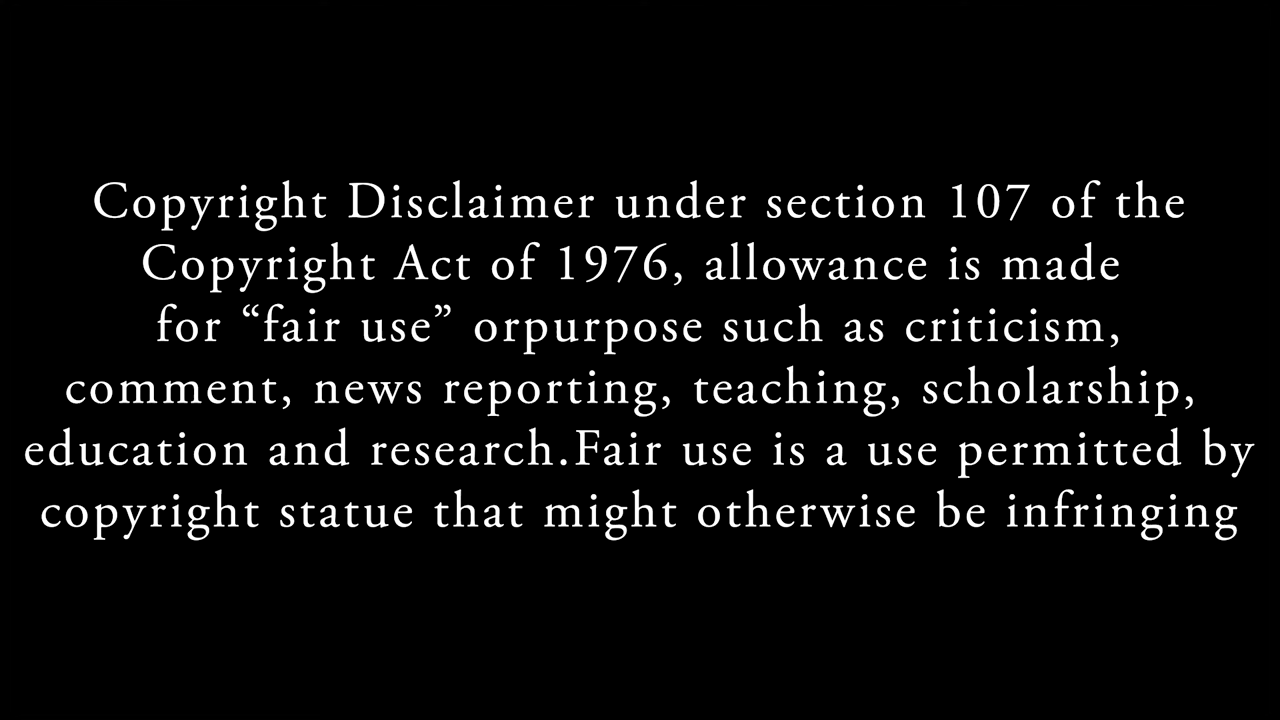 Copyright Disclaimer under section 107 of the
Copyright Act of 1976, allowance is made
for “fair use” orpurpose such as criticism,
comment, news reporting, teaching, scholarship,
education and research.Fair use is a use permitted by
copyright statue that might otherwise be infringing